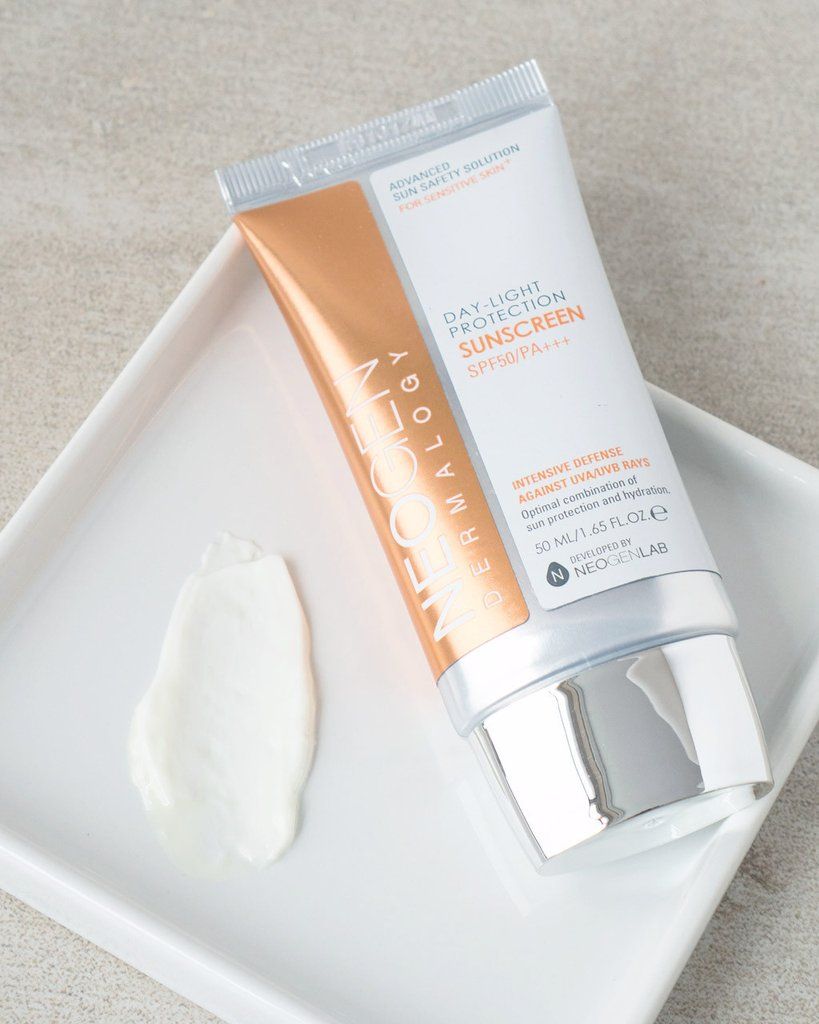 ADVANCED
SUN SAFETY SOLUTION
FOR SENSITIVE SKIN+
DAY-LIGHT
PROTECTION
SUNSCREEN
SPF50/PA+++
INTENSIVE DEFENSE
AGAINST UVA/UVB RAYS
Optimal combination of
sun protection and hydration.
50 ML/1.65 FL.OZ.℮
N DEVELOPED BY
NEOGENLAB
NEOGEN
DERMALOGY